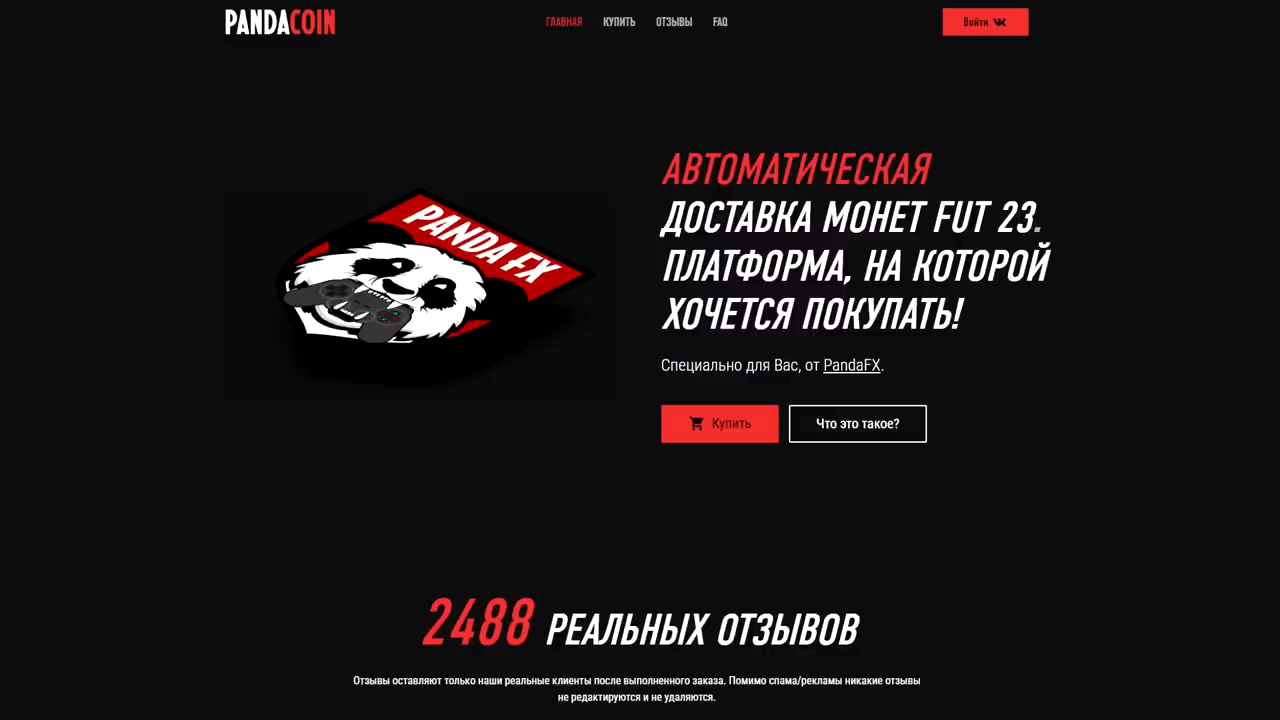 PANDACOIN
ГЛАВНАЯ
КУПИТЬ
ОТЗЫВЫ
FAQ
Войти
PANDA FX
АВТОМАТИЧЕСКАЯ
ДОСТАВКА МОНЕТ FUT 23.
ПЛАТФОРМА, НА КОТОРОЙ
ХОЧЕТСЯ ПОКУПАТЬ!
Специально для Вас, от PandaFX.
Купить
Что это такое?
2488 РЕАЛЬНЫХ ОТЗЫВОВ
Отзывы оставляют только наши реальные клиенты после выполненного заказа. Помимо спама/рекламы никакие отзывы
не редактируются и не удаляются.